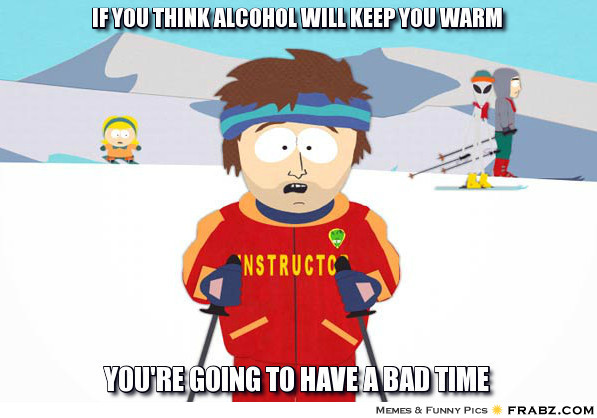 IF YOU THINK ALCOHOL WILL KEEP YOU WARM
INSTRUCTO
YOU'RE GOING TO HAVE A BAD TIME
MEMES & FUNNY PICS FRABZ.COM